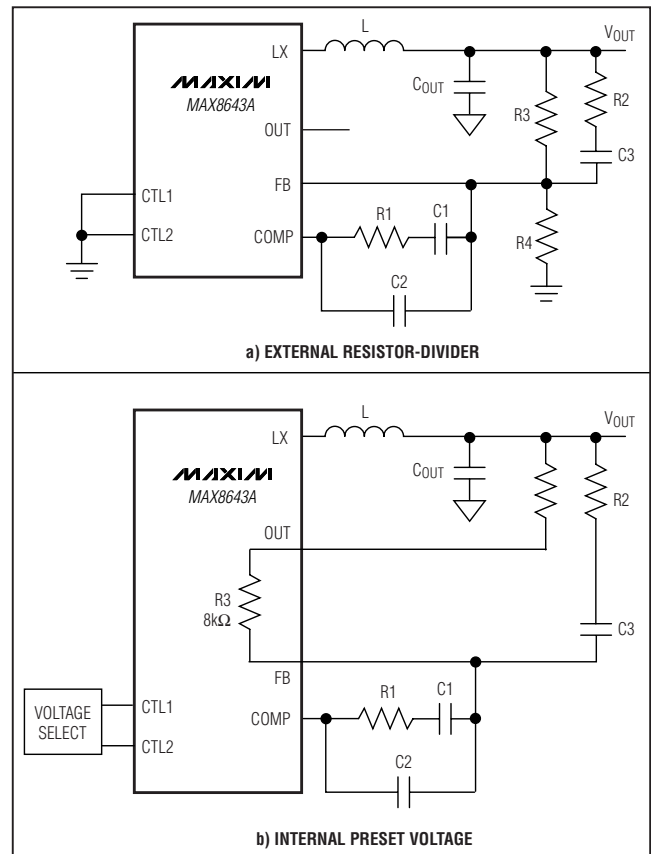 L
VOUT
LX
MAXIM
MAX8643A
COUT
R2
R3
OUT
C3
FB
CTL1
R1
C1
CTL2
COMP
R4
C2
a) EXTERNAL RESISTOR-DIVIDER
L
VOUT
LX
MAXIM
MAX8643A
COUT
R2
OUT
R3
8kΩ
C3
FB
R1
C1
VOLTAGE
SELECT
CTL1
COMP
CTL2
C2
b) INTERNAL PRESET VOLTAGE